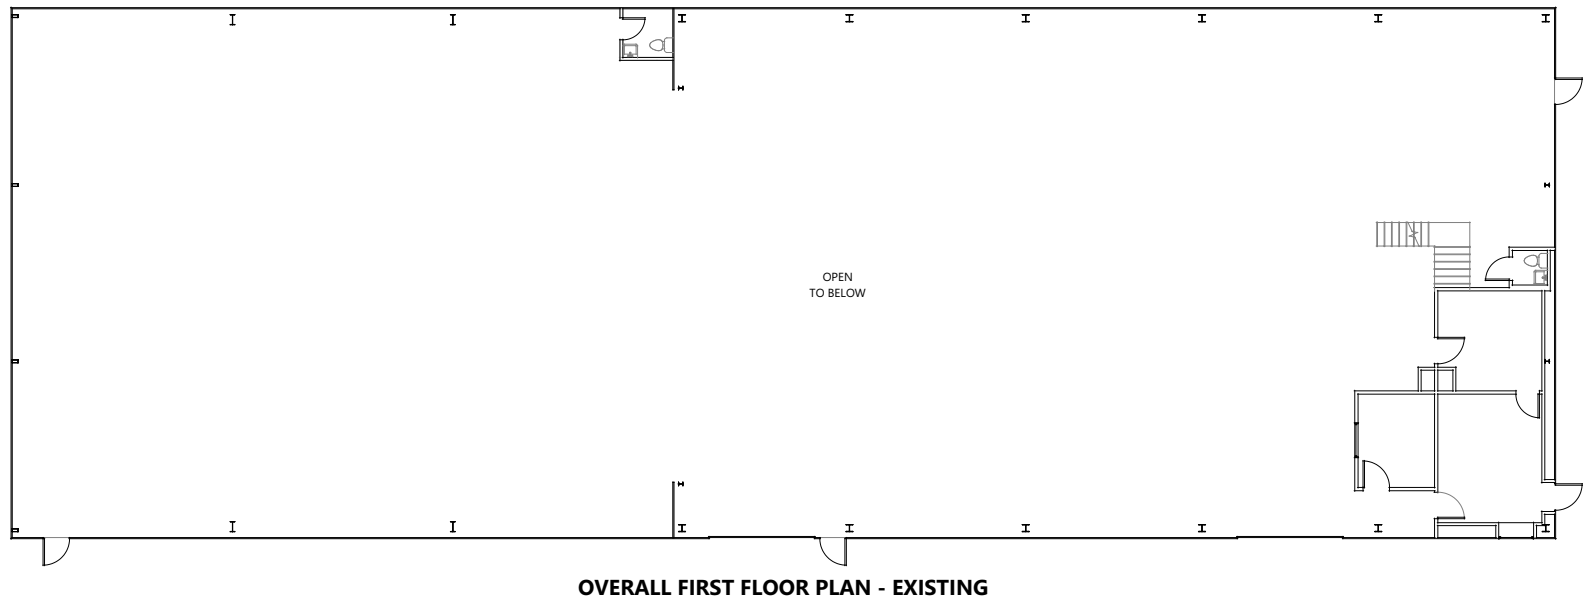 OPEN
TO BELOW
OVERALL FIRST FLOOR PLAN - EXISTING